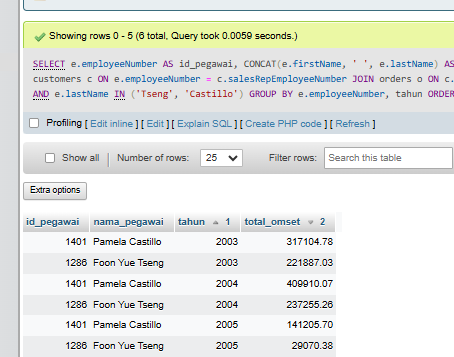 Showing rows 0 - 5 (6 total, Query took 0.0059 seconds.)
SELECT e.employeeNumber AS id_pegawai, CONCAT(e.firstName, ' ', e.lastName) AS
customers c ON e.employeeNumber = c.salesRepEmployeeNumber JOIN orders o ON c.
AND e.lastName IN ('Tseng', 'Castillo') GROUP BY e.employeeNumber, tahun ORDER
Profiling [ Edit inline ] [ Edit ] [ Explain SQL ] [ Create PHP code ] [ Refresh ]
Show all Number of rows: 25 Filter rows: Search this table
Extra options
id_pegawai nama_pegawai tahun 1 total_omset 2
1401 Pamela Castillo 2003 317104.78
1286 Foon Yue Tseng 2003 221887.03
1401 Pamela Castillo 2004 409910.07
1286 Foon Yue Tseng 2004 237255.26
1401 Pamela Castillo 2005 141205.70
1286 Foon Yue Tseng 2005 29070.38